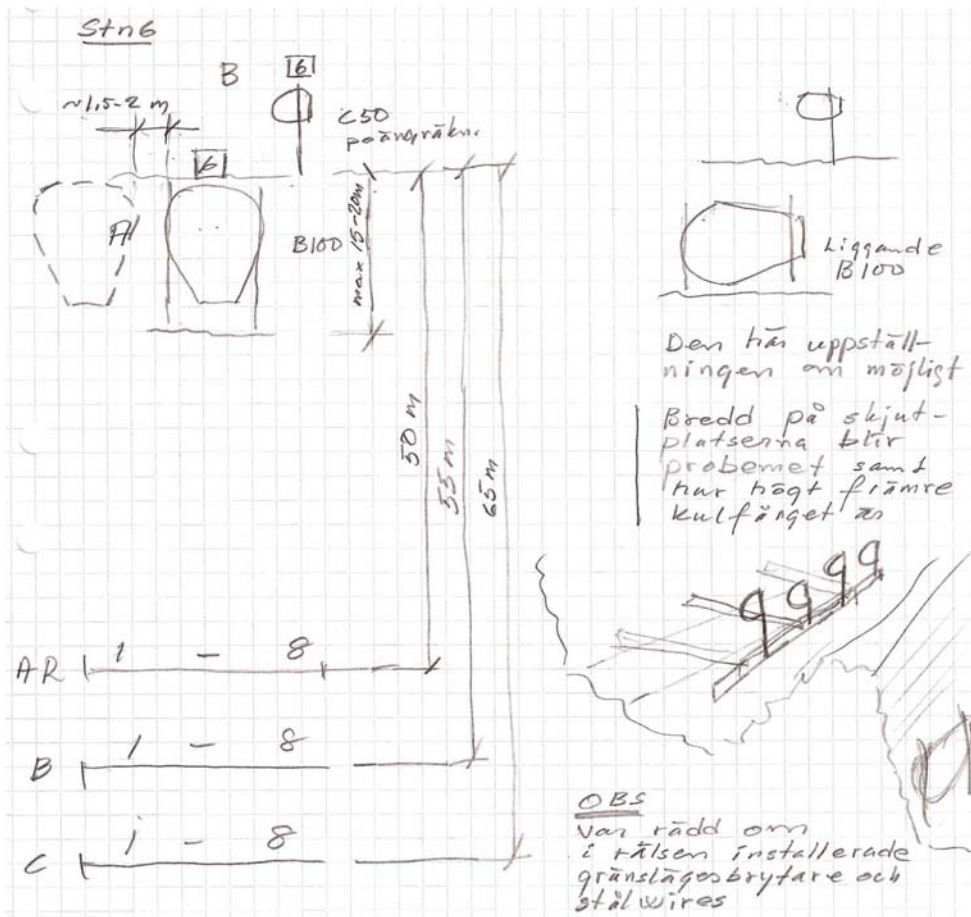 Stn 6
B
6
~1,5-2 m
C50
poängräkn.
6
A
B100
max 15-20m
50 m
55 m
65 m
AR 1 - 8
B 1 - 8
C 1 - 8
Liggande
B100
Den här uppställ-
ningen om möjligt
Bredd på skjut-
platserna blir
probemet samt
hur högt främre
kulfånget är
OBS
Var rädd om
i rälsen installerade
gränslägesbrytare och
stålwires